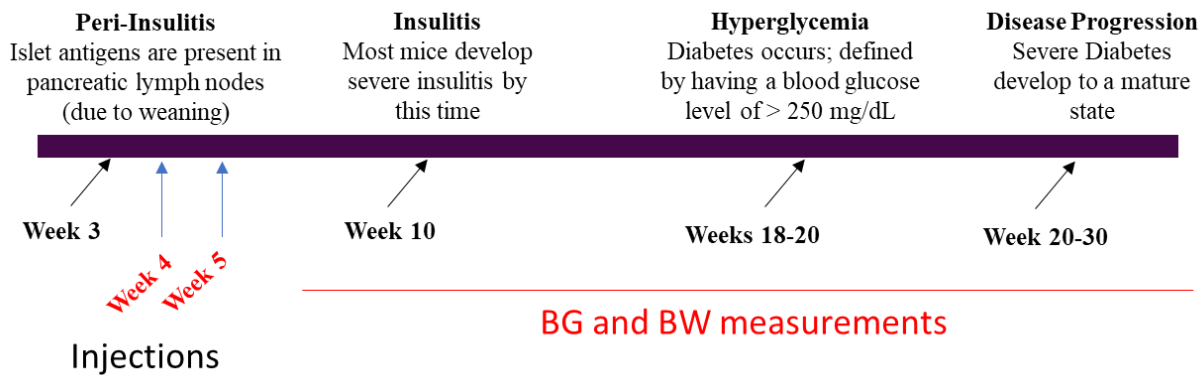 Peri-Insulitis
Islet antigens are present in
pancreatic lymph nodes
(due to weaning)
Insulitis
Most mice develop
severe insulitis by
this time
Hyperglycemia
Diabetes occurs; defined
by having a blood glucose
level of > 250 mg/dL
Disease Progression
Severe Diabetes
develop to a mature
state
Week 3
Week 4
Week 5
Week 10
Weeks 18-20
Week 20-30
Injections
BG and BW measurements